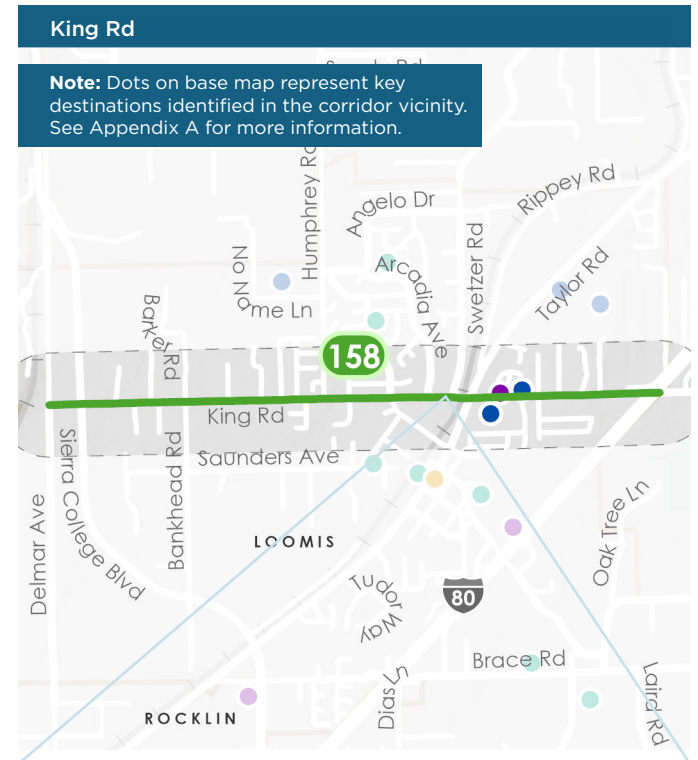 King Rd
Note: Dots on base map represent key
destinations identified in the corridor vicinity.
See Appendix A for more information.
Humphrey Rd
Angelo Dr
Rippey Rd
Swetzer Rd
Arcadia Ave
Taylor Rd
No Name Ln
Barker Rd
158
King Rd
Saunders Ave
Sierra College Blvd
Bankhead Rd
Delmar Ave
LOOMIS
Oak Tree Ln
Tudor Way
80
Brace Rd
Dias Ln
Laird Rd
ROCKLIN